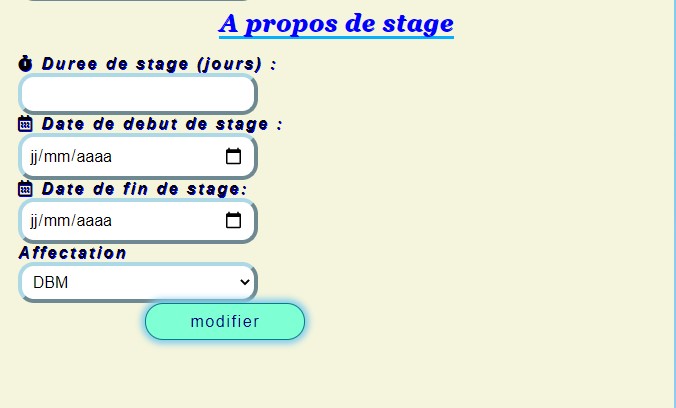 A propos de stage
Duree de stage (jours) :
Date de debut de stage :
jj/mm/aaaa
Date de fin de stage:
jj/mm/aaaa
Affectation
DBM
modifier